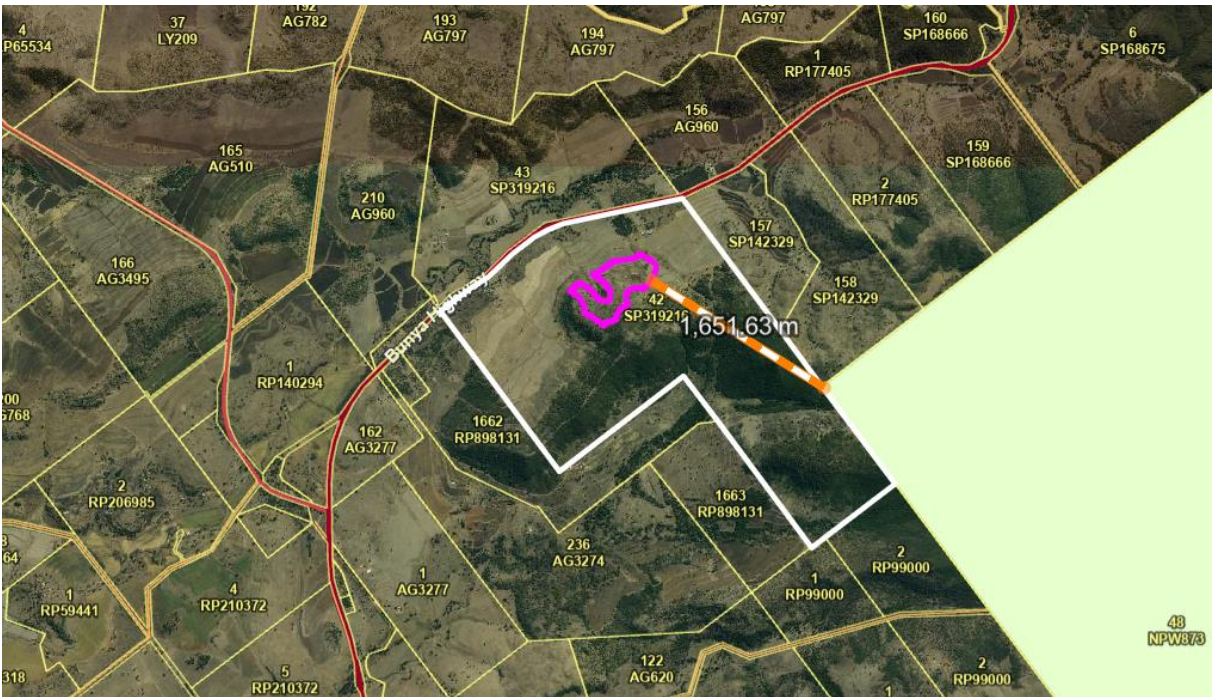 192
AG782
193
AG797
AG797
37
LY209
194
AG797
160
SP168666
4
P65534
6
SP168675
1
RP177405
156
AG960
165
AG510
159
SP168666
43
SP319216
2
RP177405
210
AG960
157
SP142329
166
AG3495
158
SP142329
42
SP319216
1,651.63 m
Bunya Highway
1
RP140294
1662
RP898131
162
AG3277
2
RP206985
1663
RP898131
236
AG3274
2
RP99000
1
AG3277
1
RP99000
4
RP210372
1
RP59441
48
NPW873
122
AG620
2
RP99000
5
RP210372
318
1